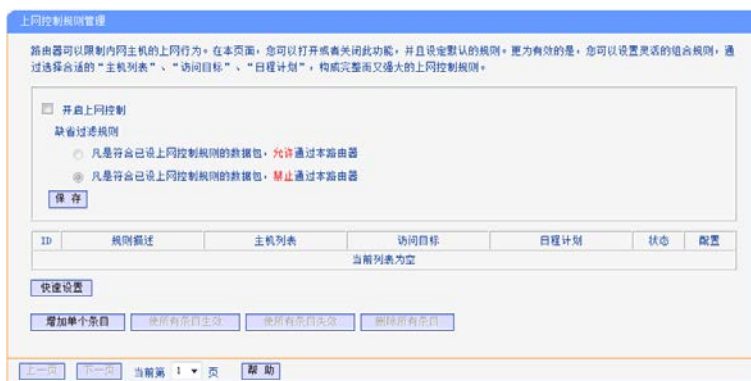 上网控制规则管理
路由器可以限制内网主机的上网行为。在本页面，您可以打开或者关闭此功能，并且设定默认的规则。更为有效的是，您可以设置灵活的组合规则，通
过选择合适的“主机列表”、“访问目标”、“日程计划”，构成完整而又强大的上网控制规则。
开启上网控制
缺省过滤规则
凡是符合已设上网控制规则的数据包，允许通过本路由器
凡是符合已设上网控制规则的数据包，禁止通过本路由器
保 存
ID 规则描述 主机列表 访问目标 日程计划 状态 配置
当前列表为空
快速设置
增加单个条目 使所有条目生效 使所有条目失效 删除所有条目
上一页 下一页 当前第 1 页 帮 助